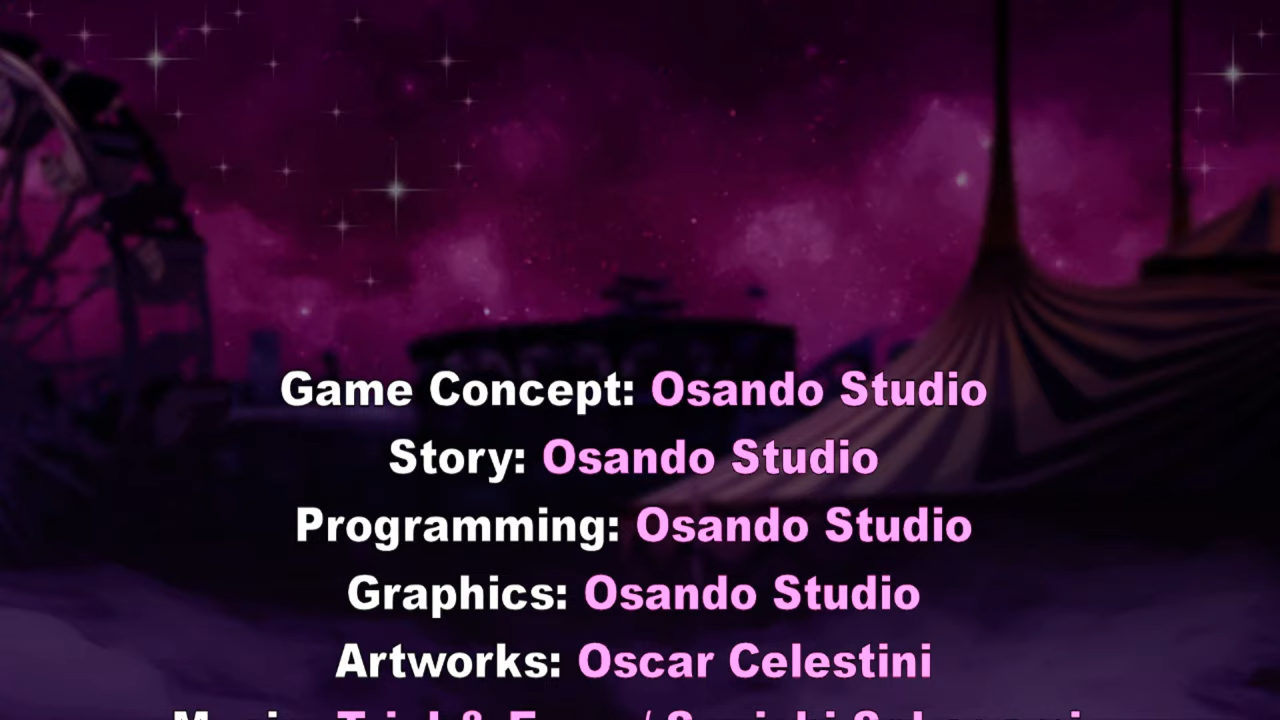 Game Concept: Osando Studio
Story: Osando Studio
Programming: Osando Studio
Graphics: Osando Studio
Artworks: Oscar Celestini